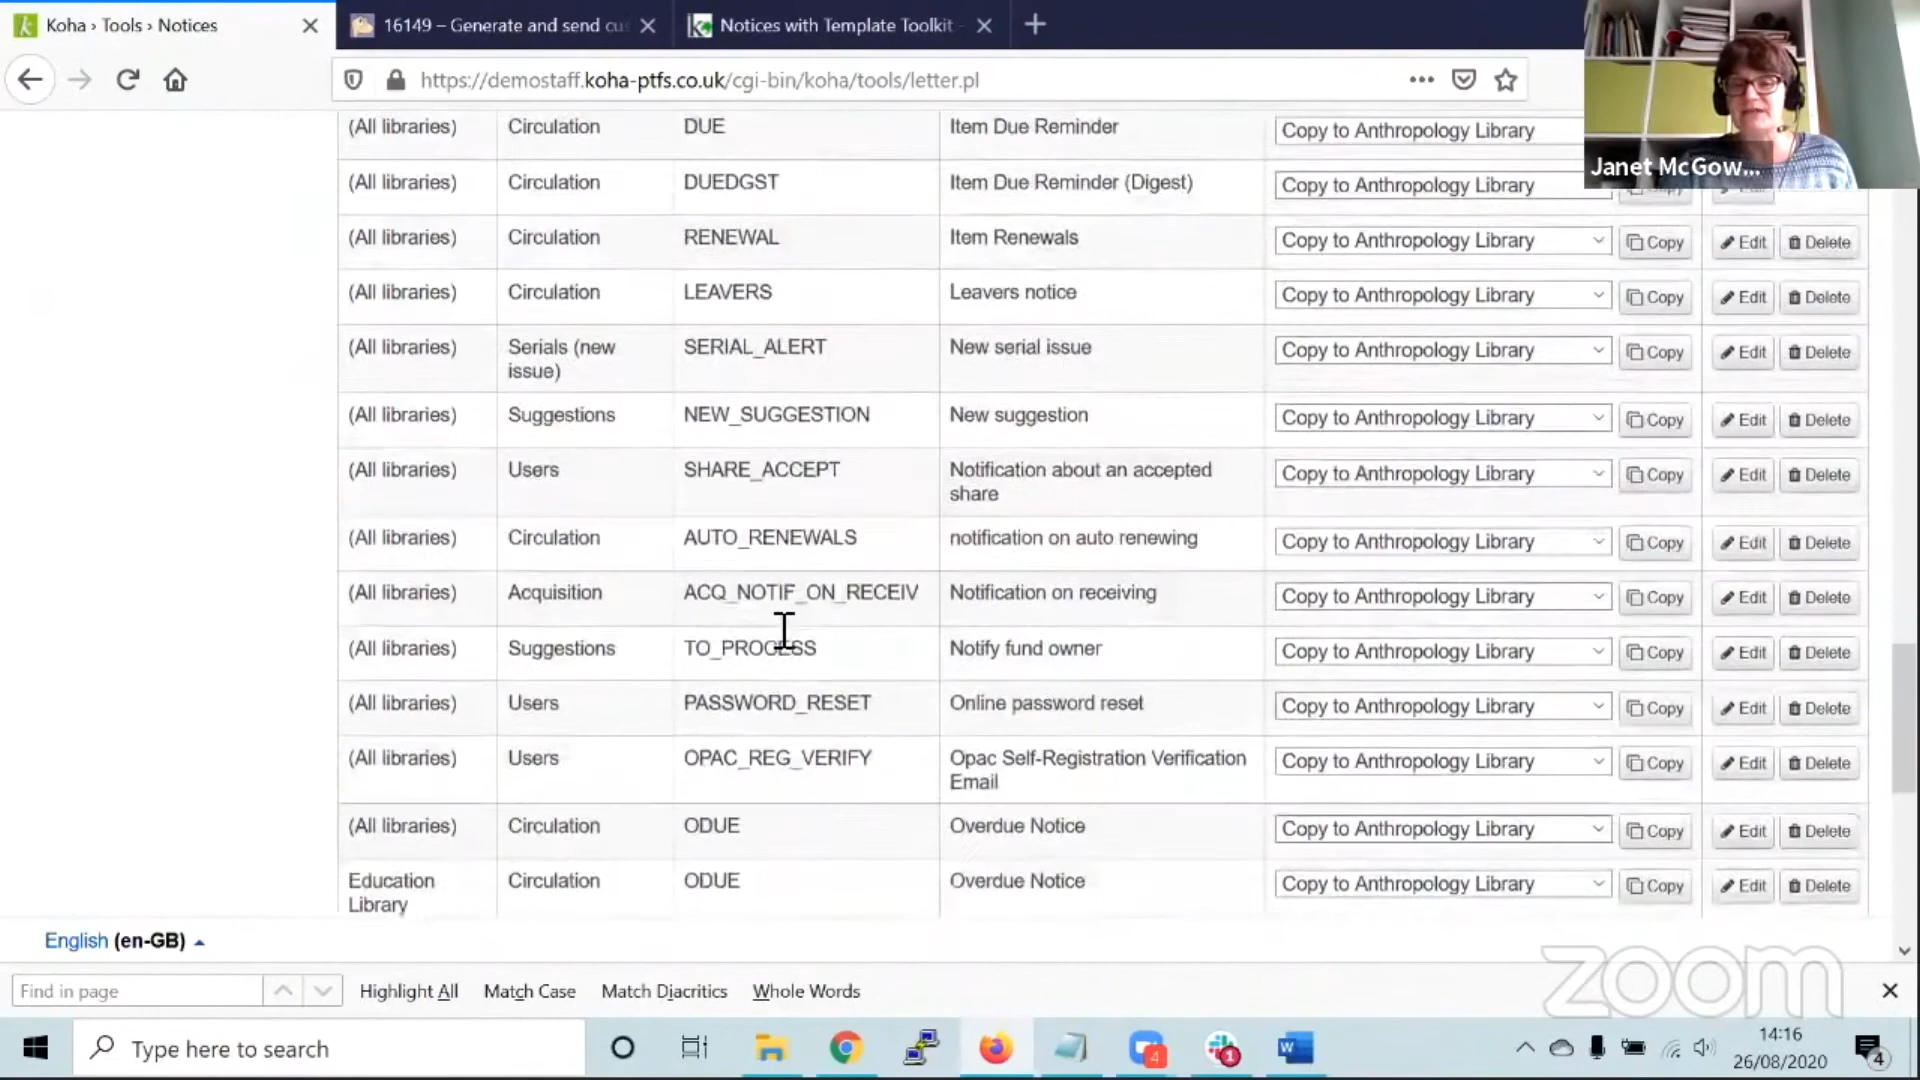 Koha › Tools › Notices
16149 – Generate and send cus
Notices with Template Toolkit -
https://demostaff.koha-ptfs.co.uk/cgi-bin/koha/tools/letter.pl
Janet McGow...
(All libraries) Circulation DUE Item Due Reminder Copy to Anthropology Library
(All libraries) Circulation DUEDGST Item Due Reminder (Digest) Copy to Anthropology Library
(All libraries) Circulation RENEWAL Item Renewals Copy to Anthropology Library Copy Edit Delete
(All libraries) Circulation LEAVERS Leavers notice Copy to Anthropology Library Copy Edit Delete
(All libraries) Serials (new SERIAL_ALERT New serial issue Copy to Anthropology Library Copy Edit Delete
issue)
(All libraries) Suggestions NEW_SUGGESTION New suggestion Copy to Anthropology Library Copy Edit Delete
(All libraries) Users SHARE_ACCEPT Notification about an accepted Copy to Anthropology Library Copy Edit Delete
share
(All libraries) Circulation AUTO_RENEWALS notification on auto renewing Copy to Anthropology Library Copy Edit Delete
(All libraries) Acquisition ACQ_NOTIF_ON_RECEIV Notification on receiving Copy to Anthropology Library Copy Edit Delete
(All libraries) Suggestions TO_PROCESS Notify fund owner Copy to Anthropology Library Copy Edit Delete
(All libraries) Users PASSWORD_RESET Online password reset Copy to Anthropology Library Copy Edit Delete
(All libraries) Users OPAC_REG_VERIFY Opac Self-Registration Verification Copy to Anthropology Library Copy Edit Delete
Email
(All libraries) Circulation ODUE Overdue Notice Copy to Anthropology Library Copy Edit Delete
Education Circulation ODUE Overdue Notice Copy to Anthropology Library Copy Edit Delete
Library
English (en-GB)
zoom
Find in page Highlight All Match Case Match Diacritics Whole Words
Type here to search
4
1
14:16
26/08/2020
4